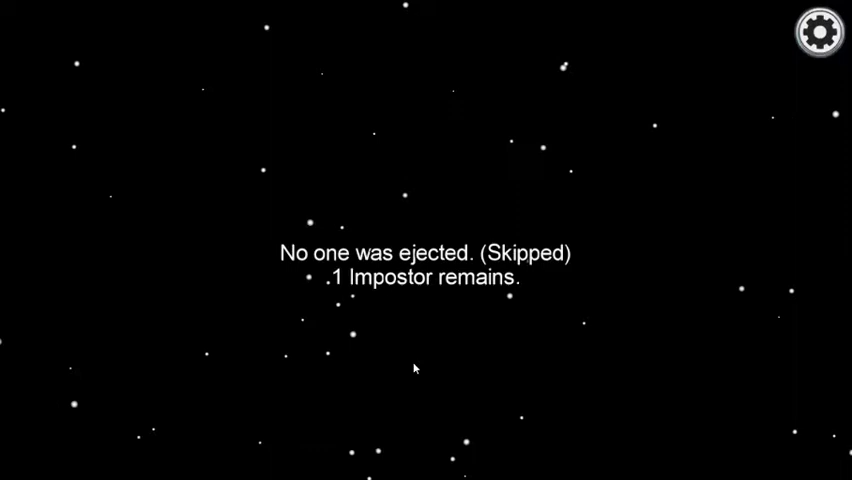 No one was ejected. (Skipped)
1 Impostor remains.